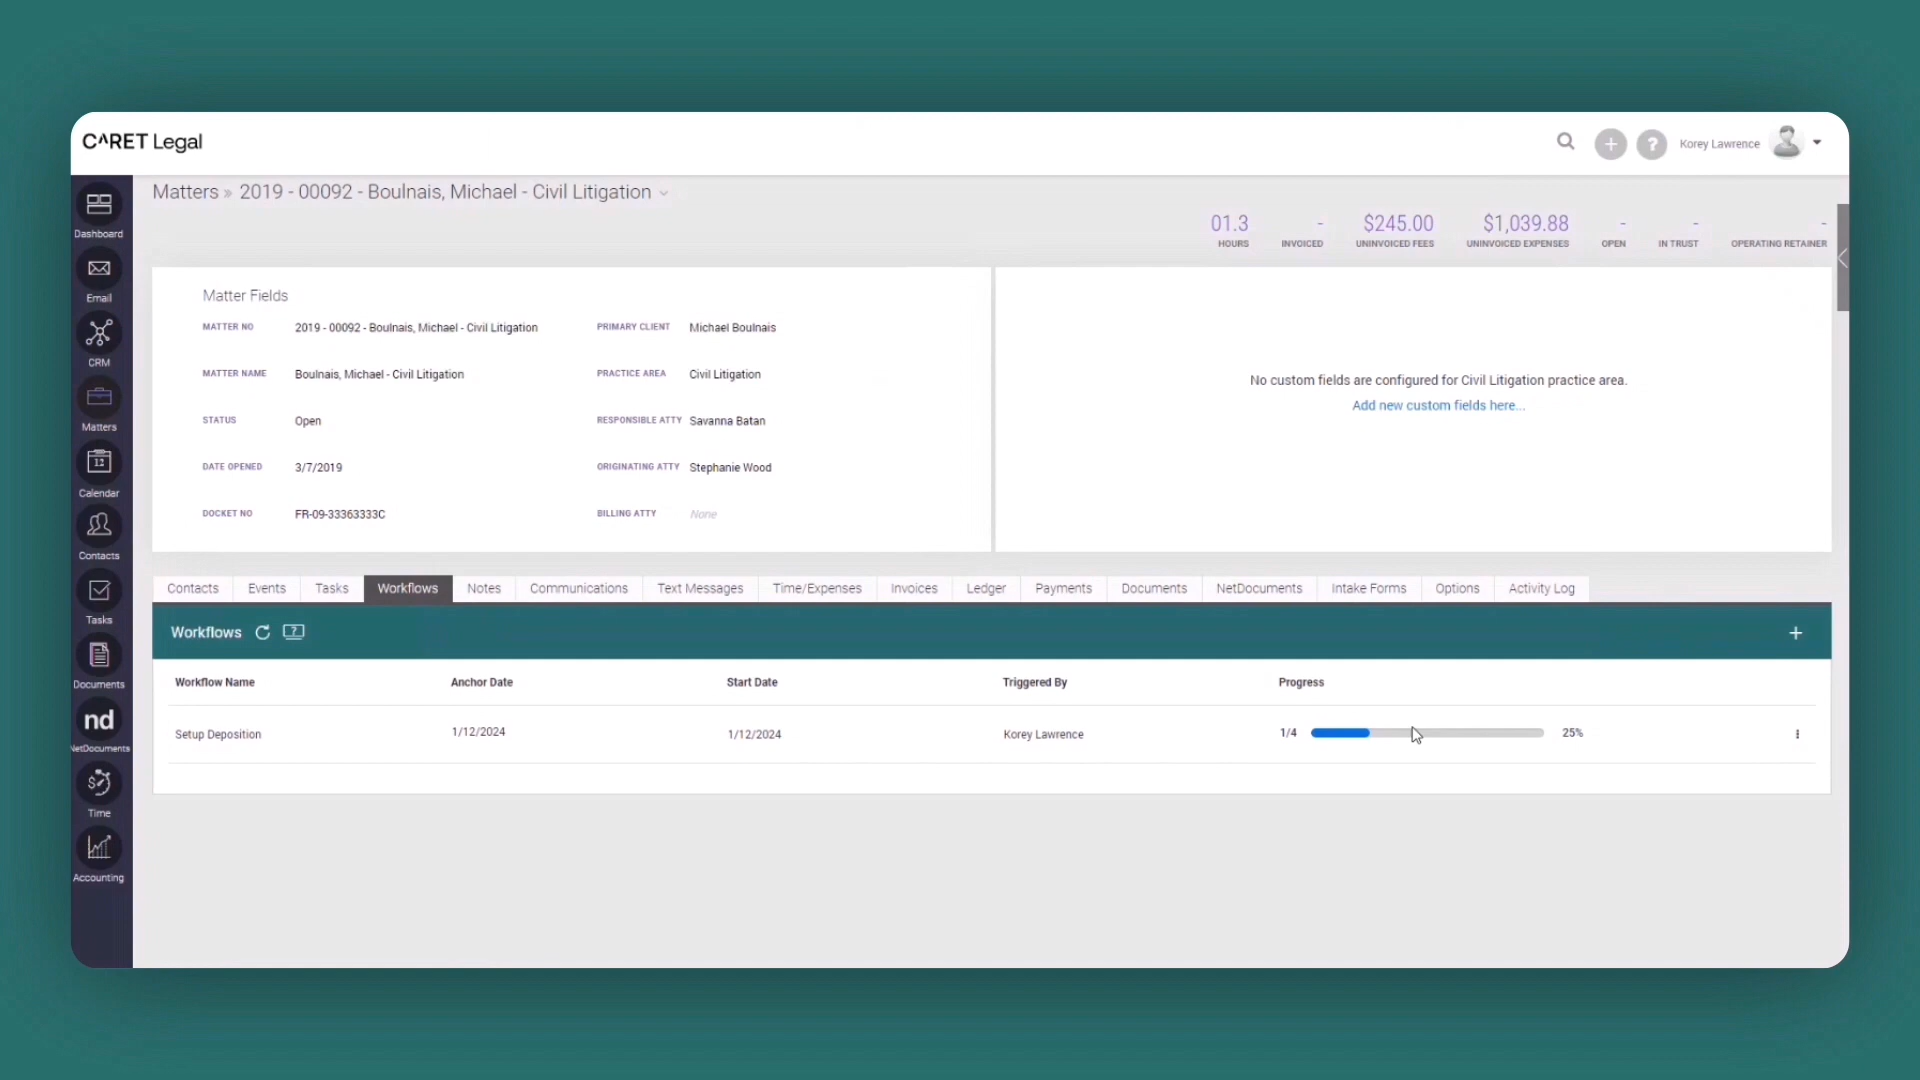 C^RET Legal
? Korey Lawrence
Dashboard
Email
CRM
Matters
12
Calendar
Contacts
Tasks
Documents
nd
NetDocuments
$
Time
Accounting
Matters » 2019 - 00092 - Boulnais, Michael - Civil Litigation
01.3 - $245.00 $1,039.88 - - -
HOURS INVOICED UNINVOICED FEES UNINVOICED EXPENSES OPEN IN TRUST OPERATING RETAINER
Matter Fields
MATTER NO 2019 - 00092 - Boulnais, Michael - Civil Litigation PRIMARY CLIENT Michael Boulnais
MATTER NAME Boulnais, Michael - Civil Litigation PRACTICE AREA Civil Litigation
STATUS Open RESPONSIBLE ATTY Savanna Batan
DATE OPENED 3/7/2019 ORIGINATING ATTY Stephanie Wood
DOCKET NO FR-09-33363333C BILLING ATTY None
No custom fields are configured for Civil Litigation practice area.
Add new custom fields here...
Contacts Events Tasks Workflows Notes Communications Text Messages Time/Expenses Invoices Ledger Payments Documents NetDocuments Intake Forms Options Activity Log
Workflows ? +
Workflow Name Anchor Date Start Date Triggered By Progress
Setup Deposition 1/12/2024 1/12/2024 Korey Lawrence 1/4 25%